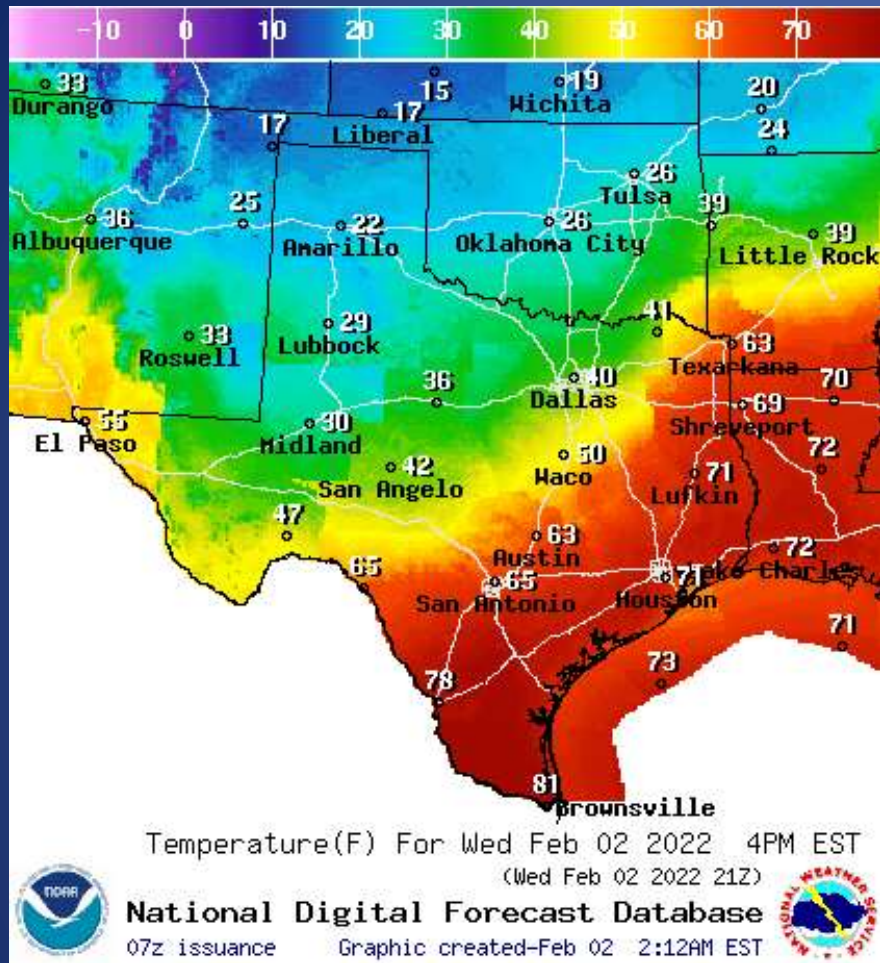 -10 0 10 20 30 40 50 60 70
33
Durango
15
19
Wichita
20
17
Liberal
17
24
26
Tulsa
25
36
Albuquerque
22
Amarillo
26
Oklahoma City
39
39
Little Rock
33
Roswell
29
Lubbock
41
63
Texarkana
36
40
Dallas
70
69
Shreveport
55
El Paso
30
Midland
50
Waco
72
71
Lufkin
42
San Angelo
47
63
Austin
72
Lake Charles
65
65
San Antonio
71
Houston
71
73
78
81
Brownsville
Temperature(F) For Wed Feb 02 2022 4PM EST
(Wed Feb 02 2022 21Z)
National Digital Forecast Database
07z issuance Graphic created-Feb 02 2:12AM EST
NOAA
NATIONAL WEATHER SERVICE